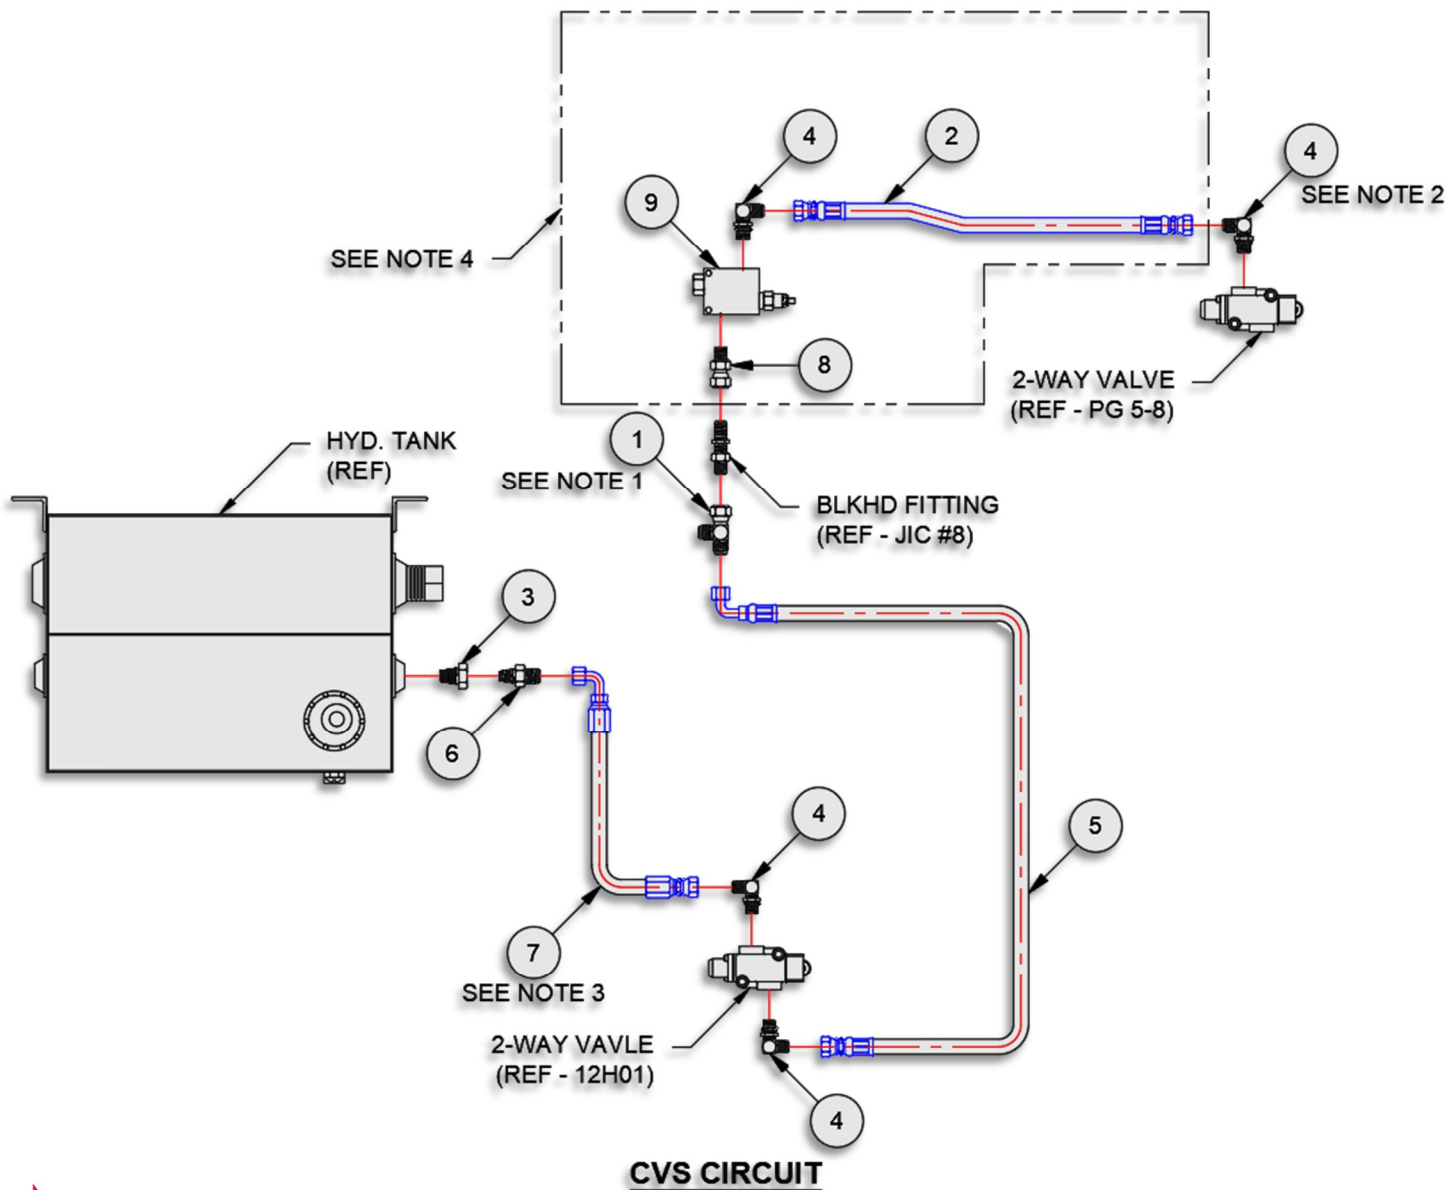 4
2
4
SEE NOTE 2
9
SEE NOTE 4
8
2-WAY VALVE
(REF - PG 5-8)
1
SEE NOTE 1
HYD. TANK
(REF)
BLKHD FITTING
(REF - JIC #8)
3
6
4
5
7
SEE NOTE 3
2-WAY VAVLE
(REF - 12H01)
4
CVS CIRCUIT